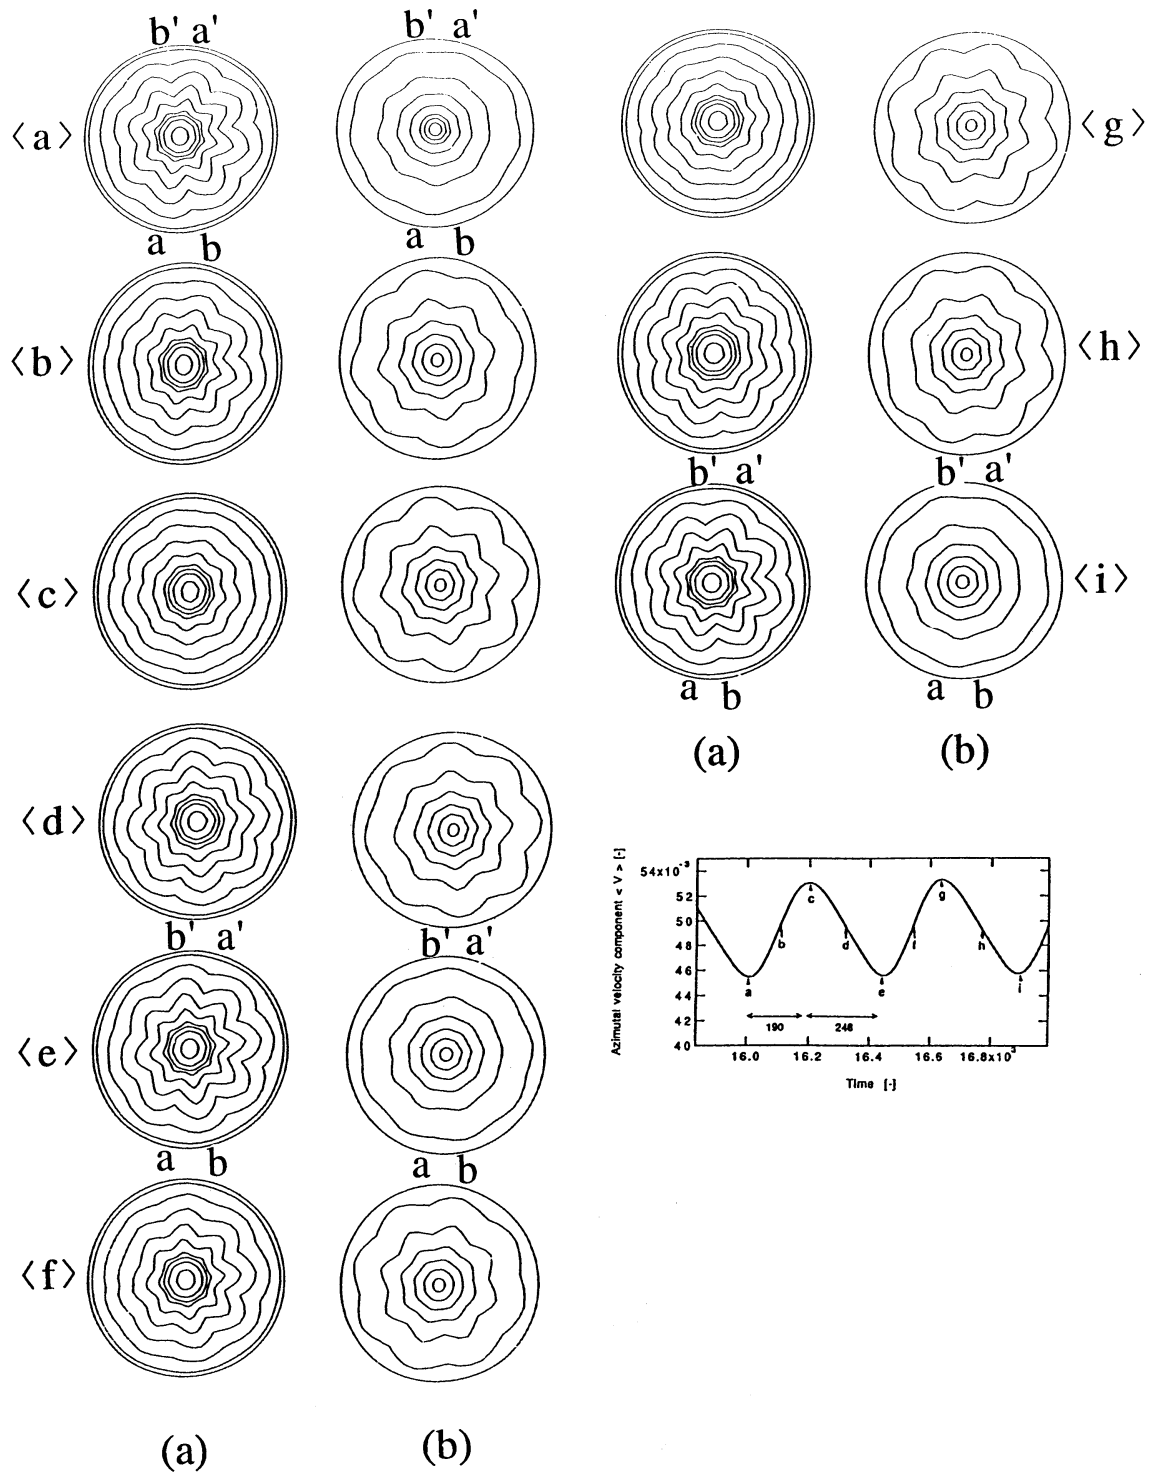 b' a' b' a'
⟨a⟩ ⟨g⟩
a b a b
⟨b⟩ ⟨h⟩
b' a' b' a'
⟨c⟩ ⟨i⟩
a b a b
(a) (b)
⟨d⟩
b' a' b' a'
⟨e⟩
a b a b
⟨f⟩
(a) (b)
Azimutal velocity component < V > [-]
54x10⁻³
52
50
48
46
44
42
40
a b c d e f g h i
190 248
16.0 16.2 16.4 16.6 16.8x10³
Time [-]